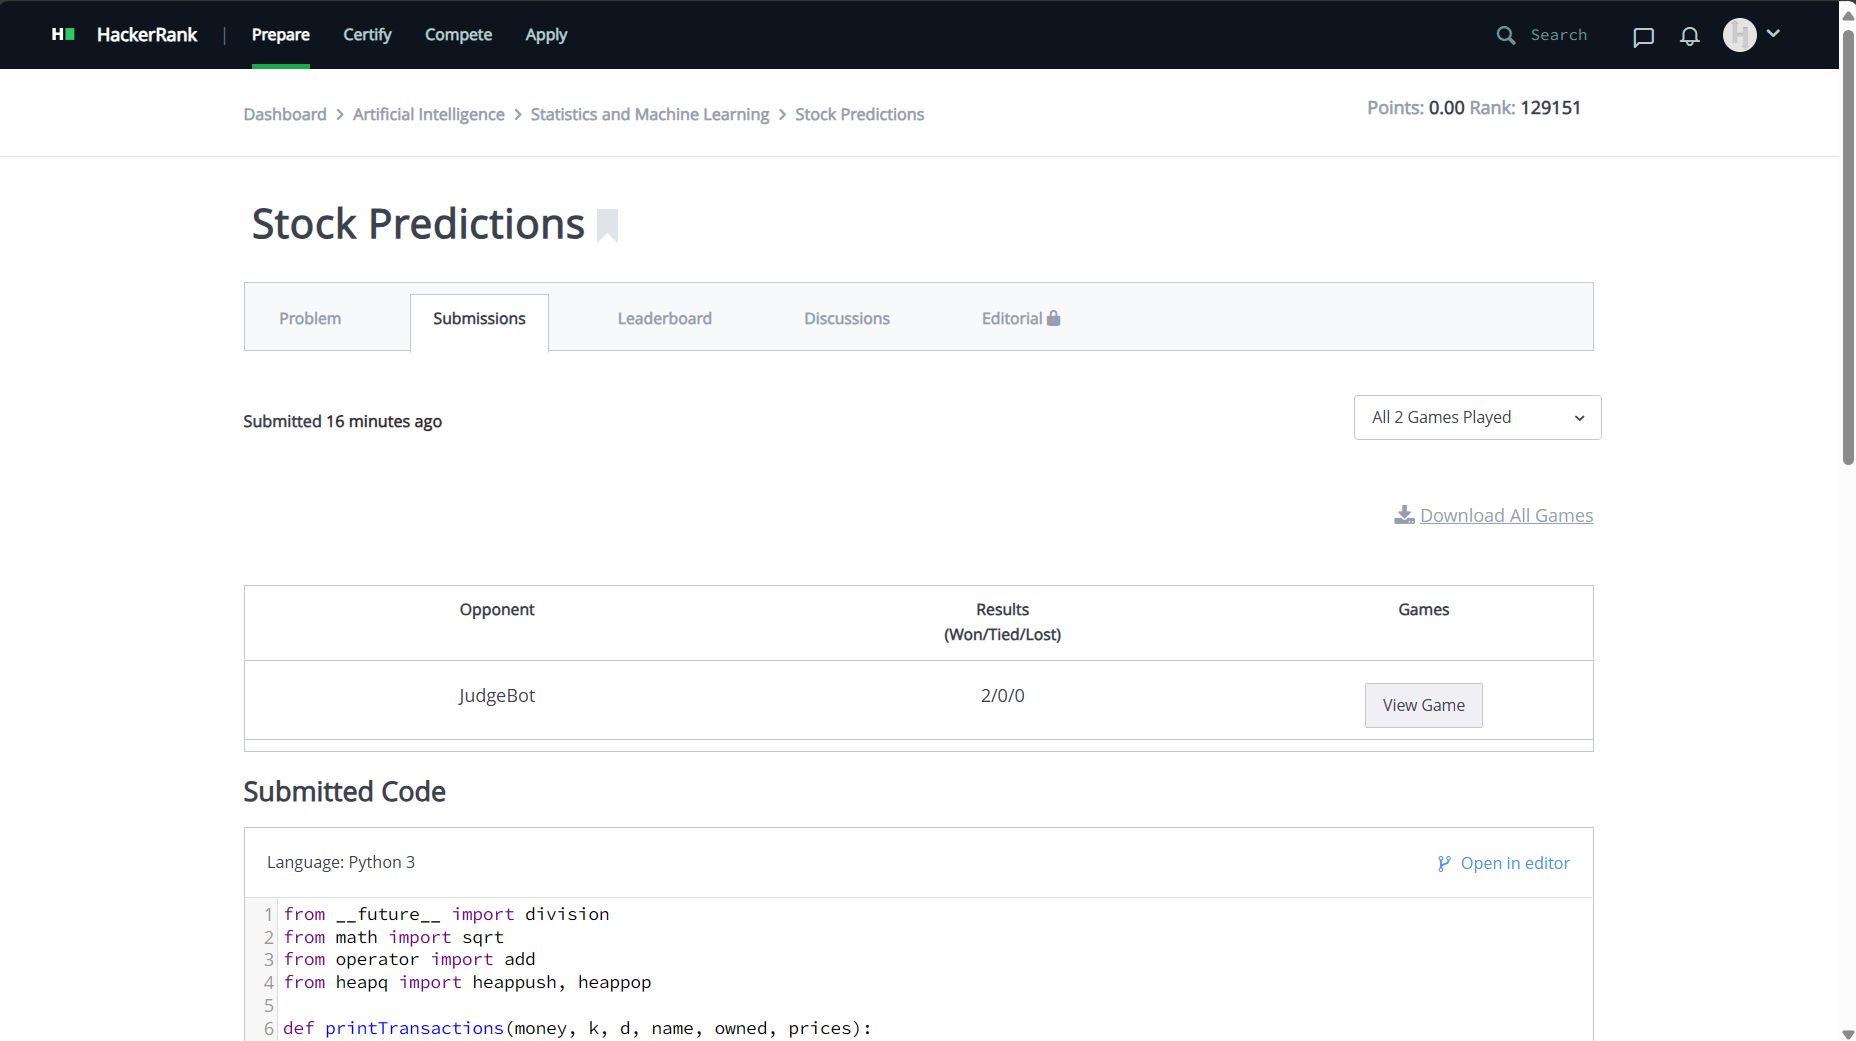 H HackerRank | Prepare Certify Compete Apply Search
Dashboard > Artificial Intelligence > Statistics and Machine Learning > Stock Predictions
Points: 0.00 Rank: 129151
Stock Predictions
Problem Submissions Leaderboard Discussions Editorial
Submitted 16 minutes ago
All 2 Games Played
Download All Games
Opponent Results Games
(Won/Tied/Lost)
JudgeBot 2/0/0 View Game
Submitted Code
Language: Python 3 Open in editor
1 from __future__ import division
2 from math import sqrt
3 from operator import add
4 from heapq import heappush, heappop
5
6 def printTransactions(money, k, d, name, owned, prices):